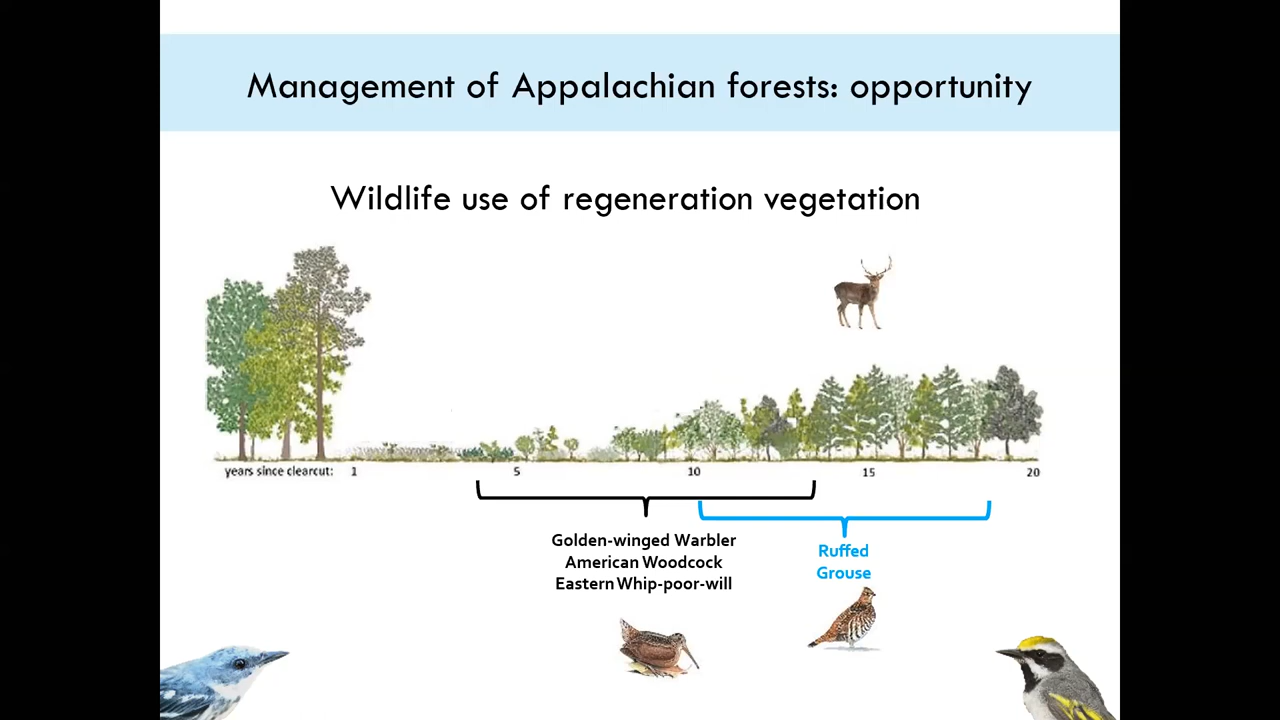 Management of Appalachian forests: opportunity
Wildlife use of regeneration vegetation
years since clearcut: 1 5 10 15 20
Golden-winged Warbler
American Woodcock
Eastern Whip-poor-will
Ruffed
Grouse